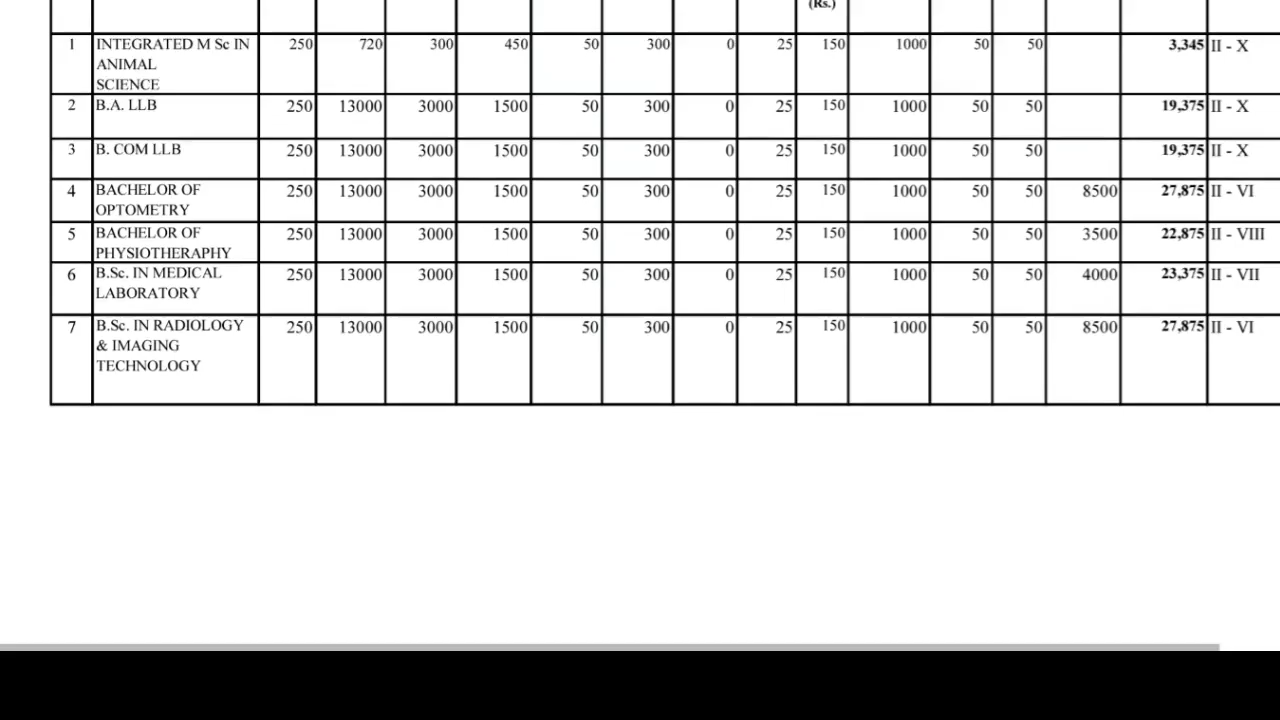 (Rs.)
1 INTEGRATED M Sc IN 250 720 300 450 50 300 0 25 150 1000 50 50 3,345 II - X
ANIMAL
SCIENCE
2 B.A. LLB 250 13000 3000 1500 50 300 0 25 150 1000 50 50 19,375 II - X
3 B. COM LLB 250 13000 3000 1500 50 300 0 25 150 1000 50 50 19,375 II - X
4 BACHELOR OF 250 13000 3000 1500 50 300 0 25 150 1000 50 50 8500 27,875 II - VI
OPTOMETRY
5 BACHELOR OF 250 13000 3000 1500 50 300 0 25 150 1000 50 50 3500 22,875 II - VIII
PHYSIOTHERAPHY
6 B.Sc. IN MEDICAL 250 13000 3000 1500 50 300 0 25 150 1000 50 50 4000 23,375 II - VII
LABORATORY
7 B.Sc. IN RADIOLOGY 250 13000 3000 1500 50 300 0 25 150 1000 50 50 8500 27,875 II - VI
& IMAGING
TECHNOLOGY